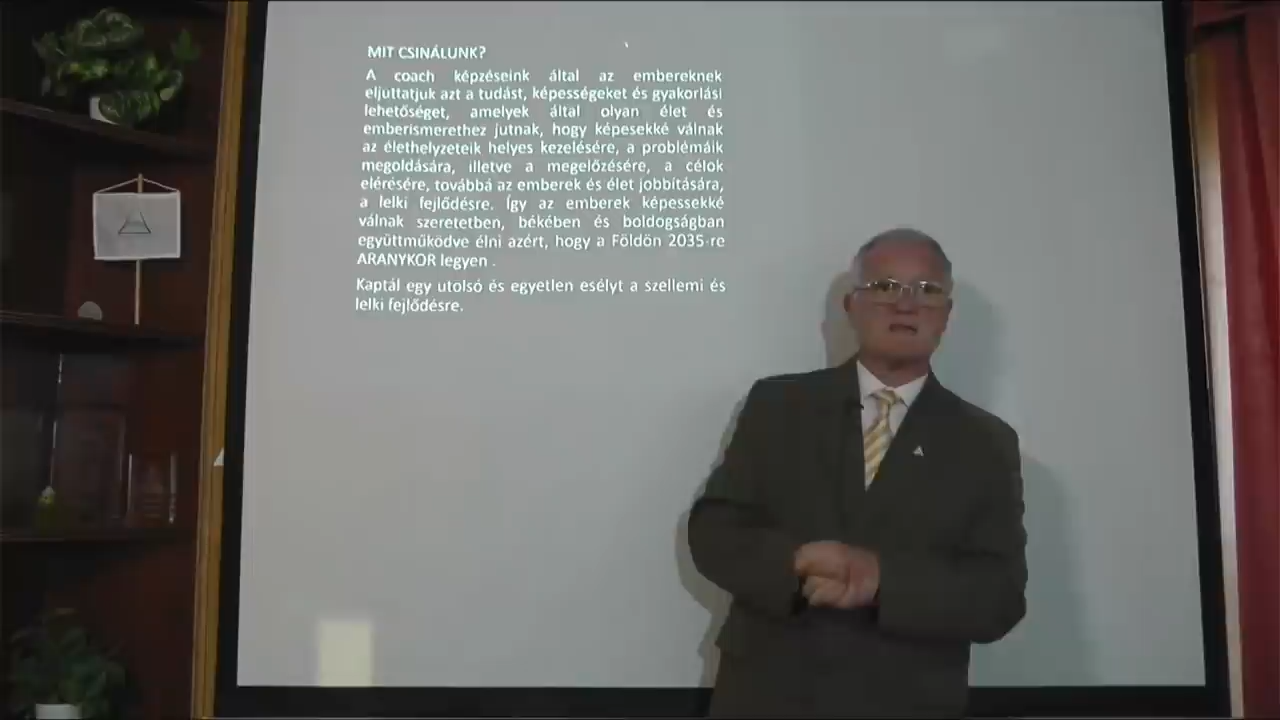 MIT CSINÁLUNK?
A coach képzéseink által az embereknek
eljuttatjuk azt a tudást, képességeket és gyakorlási
lehetőséget, amelyek által olyan élet és
emberismerethez jutnak, hogy képesekké válnak
az élethelyzeteik helyes kezelésére, a problémáik
megoldására, illetve a megelőzésére, a célok
elérésére, továbbá az emberek és élet jobbítására,
a lelki fejlődésre. Így az emberek képessekké
válnak szeretetben, békében és boldogságban
együttműködve élni azért, hogy a Földön 2035-re
ARANYKOR legyen .
Kaptál egy utolsó és egyetlen esélyt a szellemi és
lelki fejlődésre.